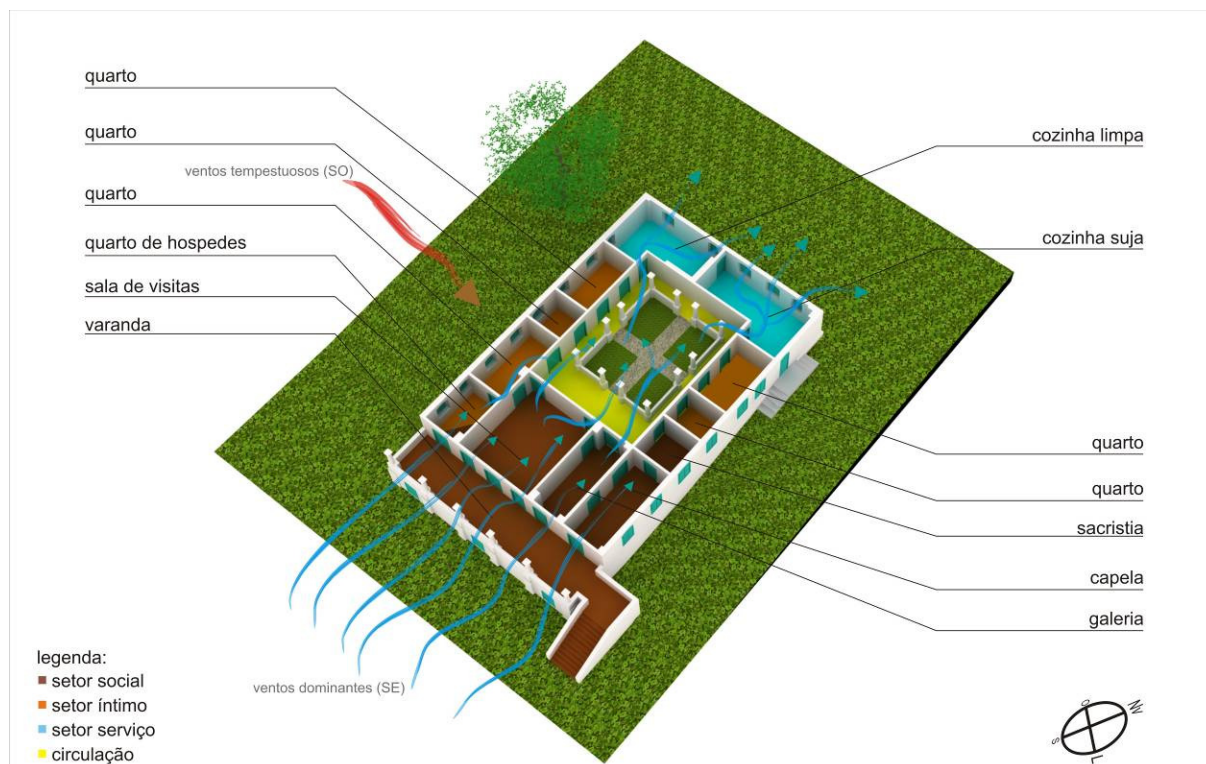 quarto
quarto
ventos tempestuosos (SO)
quarto
quarto de hospedes
sala de visitas
varanda
cozinha limpa
cozinha suja
quarto
quarto
sacristia
capela
galeria
legenda:
setor social
setor íntimo
setor serviço
circulação
ventos dominantes (SE)
O
S
L